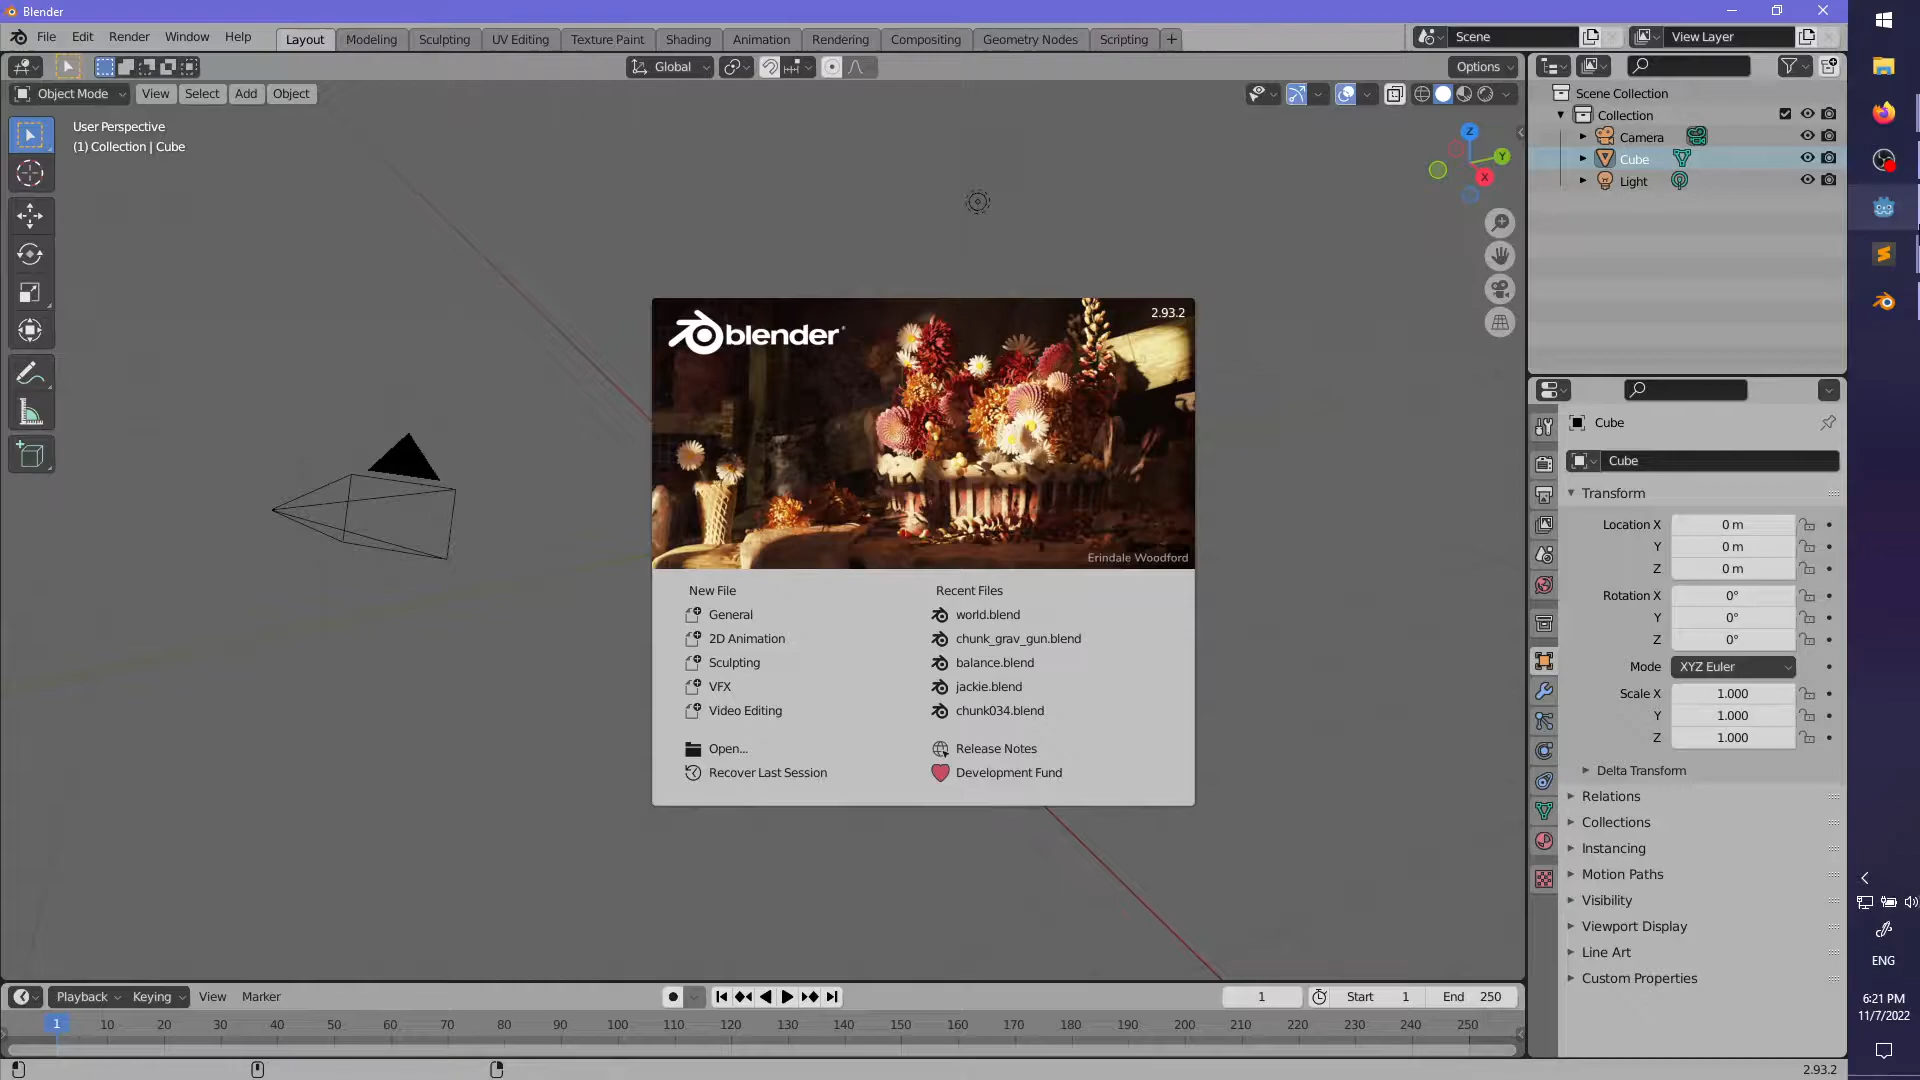 Blender
File Edit Render Window Help Layout Modeling Sculpting UV Editing Texture Paint Shading Animation Rendering Compositing Geometry Nodes Scripting + Scene View Layer
Global Options
Object Mode View Select Add Object
User Perspective
(1) Collection | Cube
Z
Y
X
Scene Collection
Collection
Camera
Cube
Light
blender
2.93.2
Erindale Woodford
New File
General
2D Animation
Sculpting
VFX
Video Editing
Open...
Recover Last Session
Recent Files
world.blend
chunk_grav_gun.blend
balance.blend
jackie.blend
chunk034.blend
Release Notes
Development Fund
Cube
Cube
Transform
Location X 0 m
Y 0 m
Z 0 m
Rotation X 0°
Y 0°
Z 0°
Mode XYZ Euler
Scale X 1.000
Y 1.000
Z 1.000
Delta Transform
Relations
Collections
Instancing
Motion Paths
Visibility
Viewport Display
Line Art
Custom Properties
Playback Keying View Marker 1 Start 1 End 250
1 10 20 30 40 50 60 70 80 90 100 110 120 130 140 150 160 170 180 190 200 210 220 230 240 250
2.93.2
ENG
6:21 PM
11/7/2022